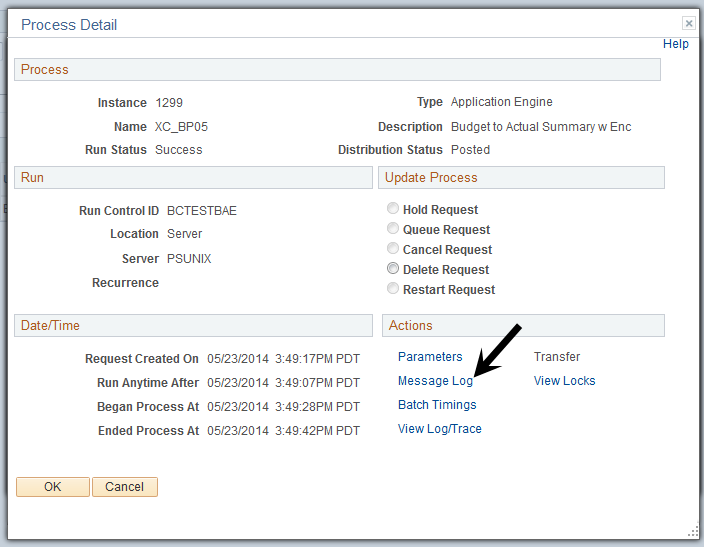 Process Detail
Help
Process
Instance 1299 Type Application Engine
Name XC_BP05 Description Budget to Actual Summary w Enc
Run Status Success Distribution Status Posted
Run
Run Control ID BCTESTBAE
Location Server
Server PSUNIX
Recurrence
Update Process
Hold Request
Queue Request
Cancel Request
Delete Request
Restart Request
Date/Time
Request Created On 05/23/2014 3:49:17PM PDT
Run Anytime After 05/23/2014 3:49:07PM PDT
Began Process At 05/23/2014 3:49:28PM PDT
Ended Process At 05/23/2014 3:49:42PM PDT
Actions
Parameters Transfer
Message Log View Locks
Batch Timings
View Log/Trace
OK Cancel